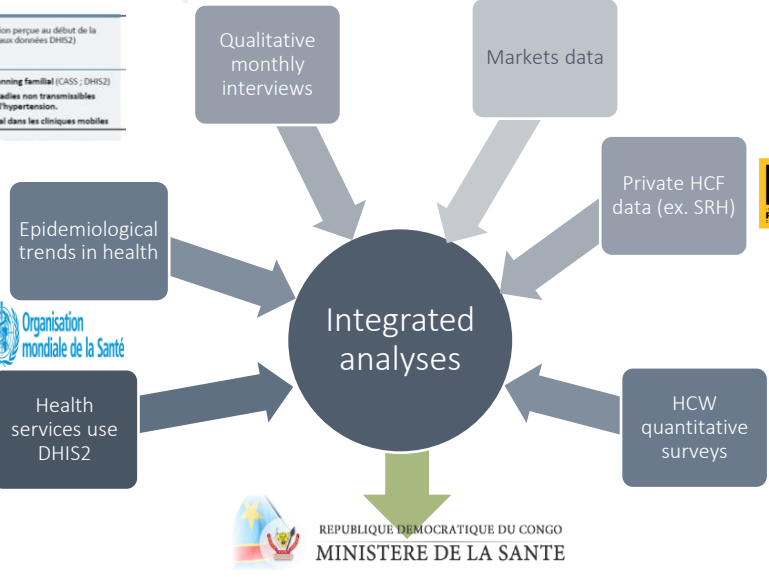 ion perçue au début de la
aux données DHIS2)
nning familial (CASS ; DHIS2)
adies non transmissibles
l'hypertension.
al dans les cliniques mobiles
Qualitative
monthly
interviews
Markets data
Private HCF
data (ex. SRH)
Epidemiological
trends in health
Integrated
analyses
Organisation
mondiale de la Santé
Health
services use
DHIS2
HCW
quantitative
surveys
REPUBLIQUE DEMOCRATIQUE DU CONGO
MINISTERE DE LA SANTE